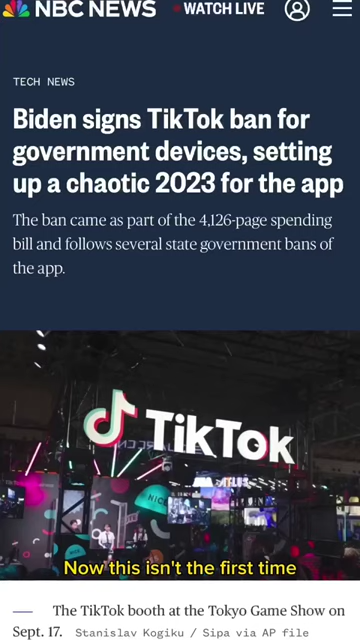 NBC NEWS
WATCH LIVE
TECH NEWS
Biden signs TikTok ban for
government devices, setting
up a chaotic 2023 for the app
The ban came as part of the 4,126-page spending
bill and follows several state government bans of
the app.
TikTok
NICE
Now this isn't the first time
The TikTok booth at the Tokyo Game Show on
Sept. 17. Stanislav Kogiku / Sipa via AP file